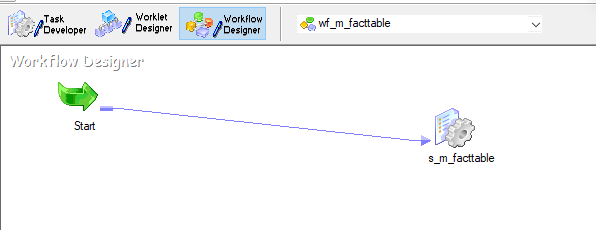 Task
Developer
Worklet
Designer
Workflow
Designer
wf_m_facttable
Workflow Designer
Start
s_m_facttable